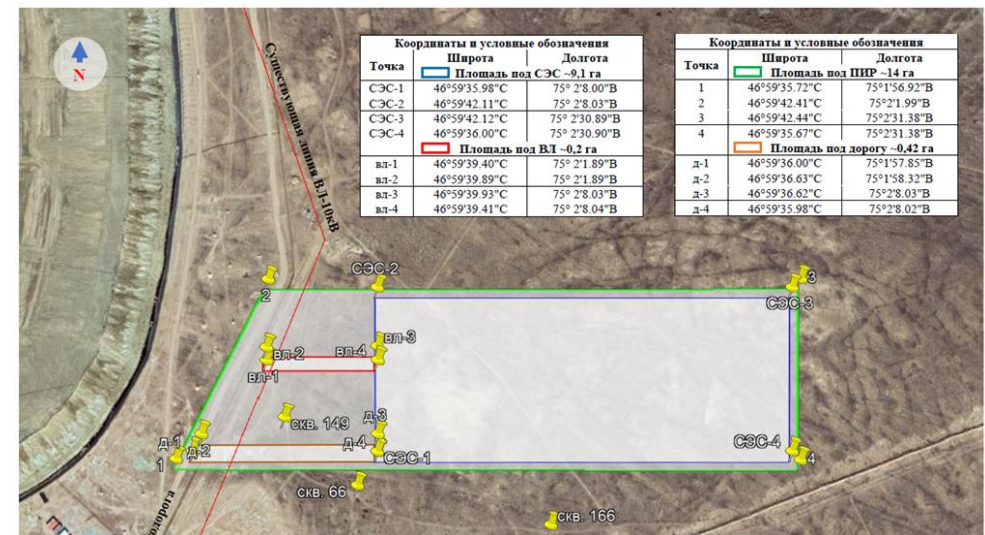 N
Существующая линия ВЛ-10кВ
Координаты и условные обозначения
Точка Широта Долгота
Площадь под СЭС ~9,1 га
СЭС-1 46°59'35.98"С 75° 2'8.00"В
СЭС-2 46°59'42.11"С 75° 2'8.03"В
СЭС-3 46°59'42.12"С 75° 2'30.89"В
СЭС-4 46°59'36.00"С 75° 2'30.90"В
Площадь под ВЛ ~0,2 га
вл-1 46°59'39.40"С 75° 2'1.89"В
вл-2 46°59'39.89"С 75° 2'1.89"В
вл-3 46°59'39.93"С 75° 2'8.03"В
вл-4 46°59'39.41"С 75° 2'8.04"В
Координаты и условные обозначения
Точка Широта Долгота
Площадь под ПИР ~14 га
1 46°59'35.72"С 75°1'56.92"В
2 46°59'42.41"С 75°2'1.99"В
3 46°59'42.44"С 75°2'31.38"В
4 46°59'35.67"С 75°2'31.38"В
Площадь под дорогу ~0,42 га
д-1 46°59'36.00"С 75°1'57.85"В
д-2 46°59'36.63"С 75°1'58.32"В
д-3 46°59'36.62"С 75°2'8.03"В
д-4 46°59'35.98"С 75°2'8.02"В
СЭС-2
3
2
СЭС-3
вл-3
вл-2
вл-4
вл-1
д-3
скв. 149
д-1
д-2
д-4
СЭС-4
1
СЭС-1
4
скв. 66
скв. 166
одорога